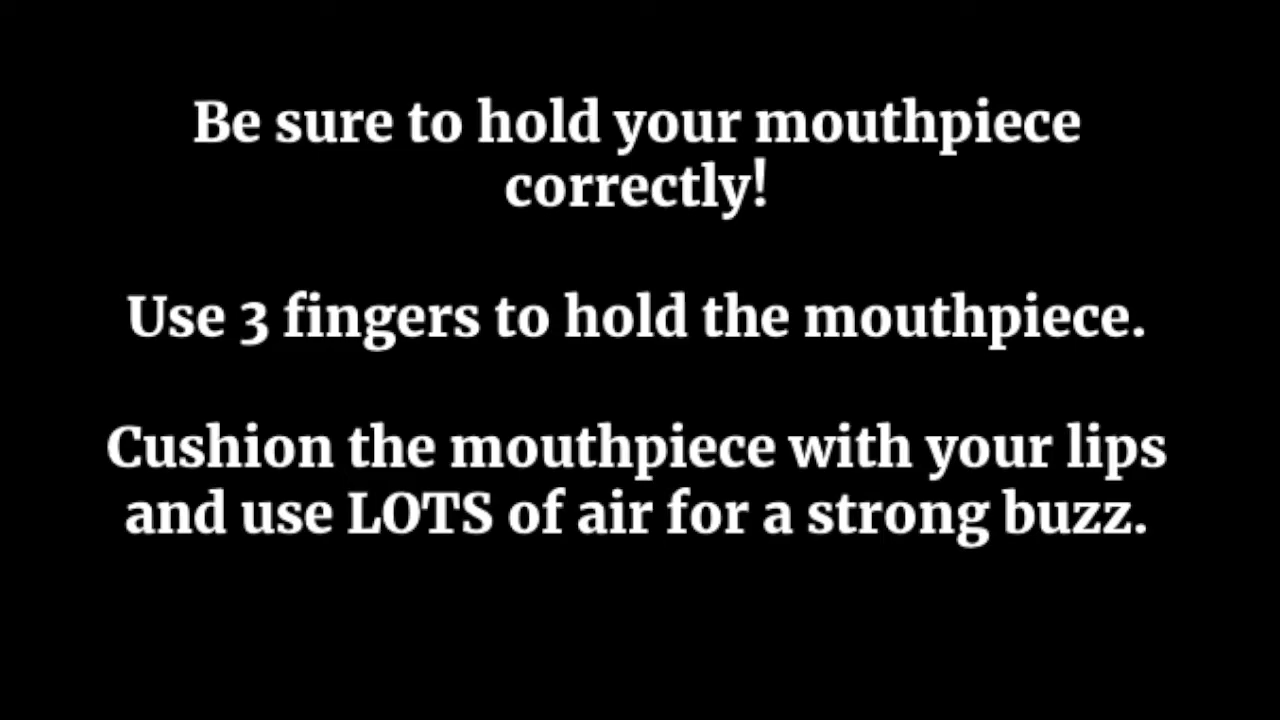 Be sure to hold your mouthpiece
correctly!
Use 3 fingers to hold the mouthpiece.
Cushion the mouthpiece with your lips
and use LOTS of air for a strong buzz.